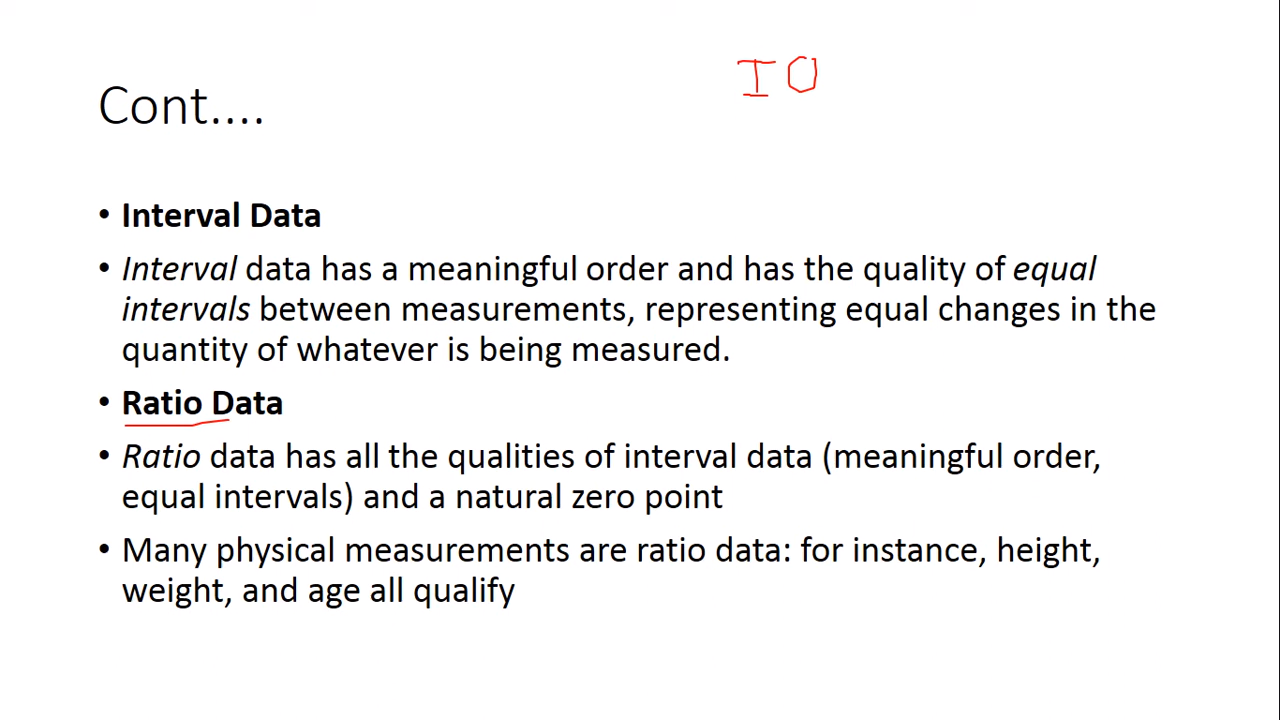 I O
Cont....
• Interval Data
• Interval data has a meaningful order and has the quality of equal
intervals between measurements, representing equal changes in the
quantity of whatever is being measured.
• Ratio Data
• Ratio data has all the qualities of interval data (meaningful order,
equal intervals) and a natural zero point
• Many physical measurements are ratio data: for instance, height,
weight, and age all qualify